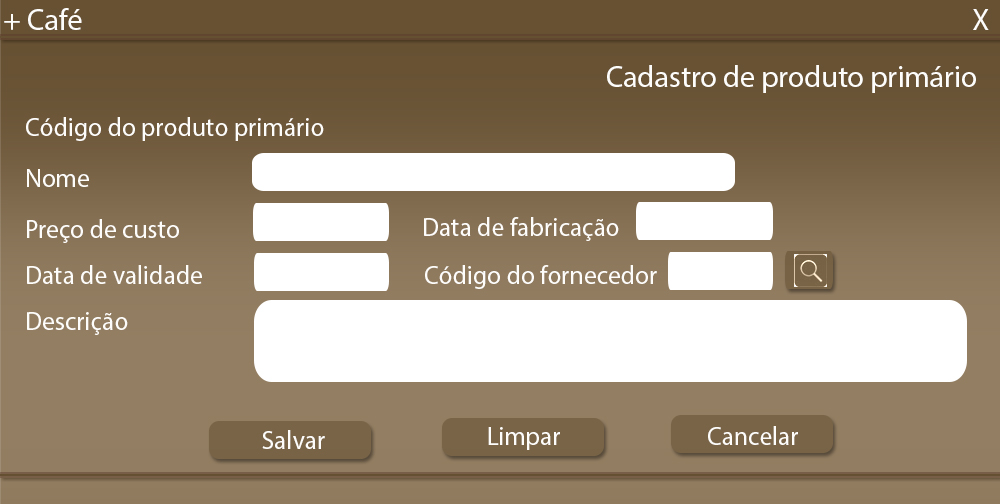 + Café X
Cadastro de produto primário
Código do produto primário
Nome
Preço de custo Data de fabricação
Data de validade Código do fornecedor
Descrição
Salvar Limpar Cancelar